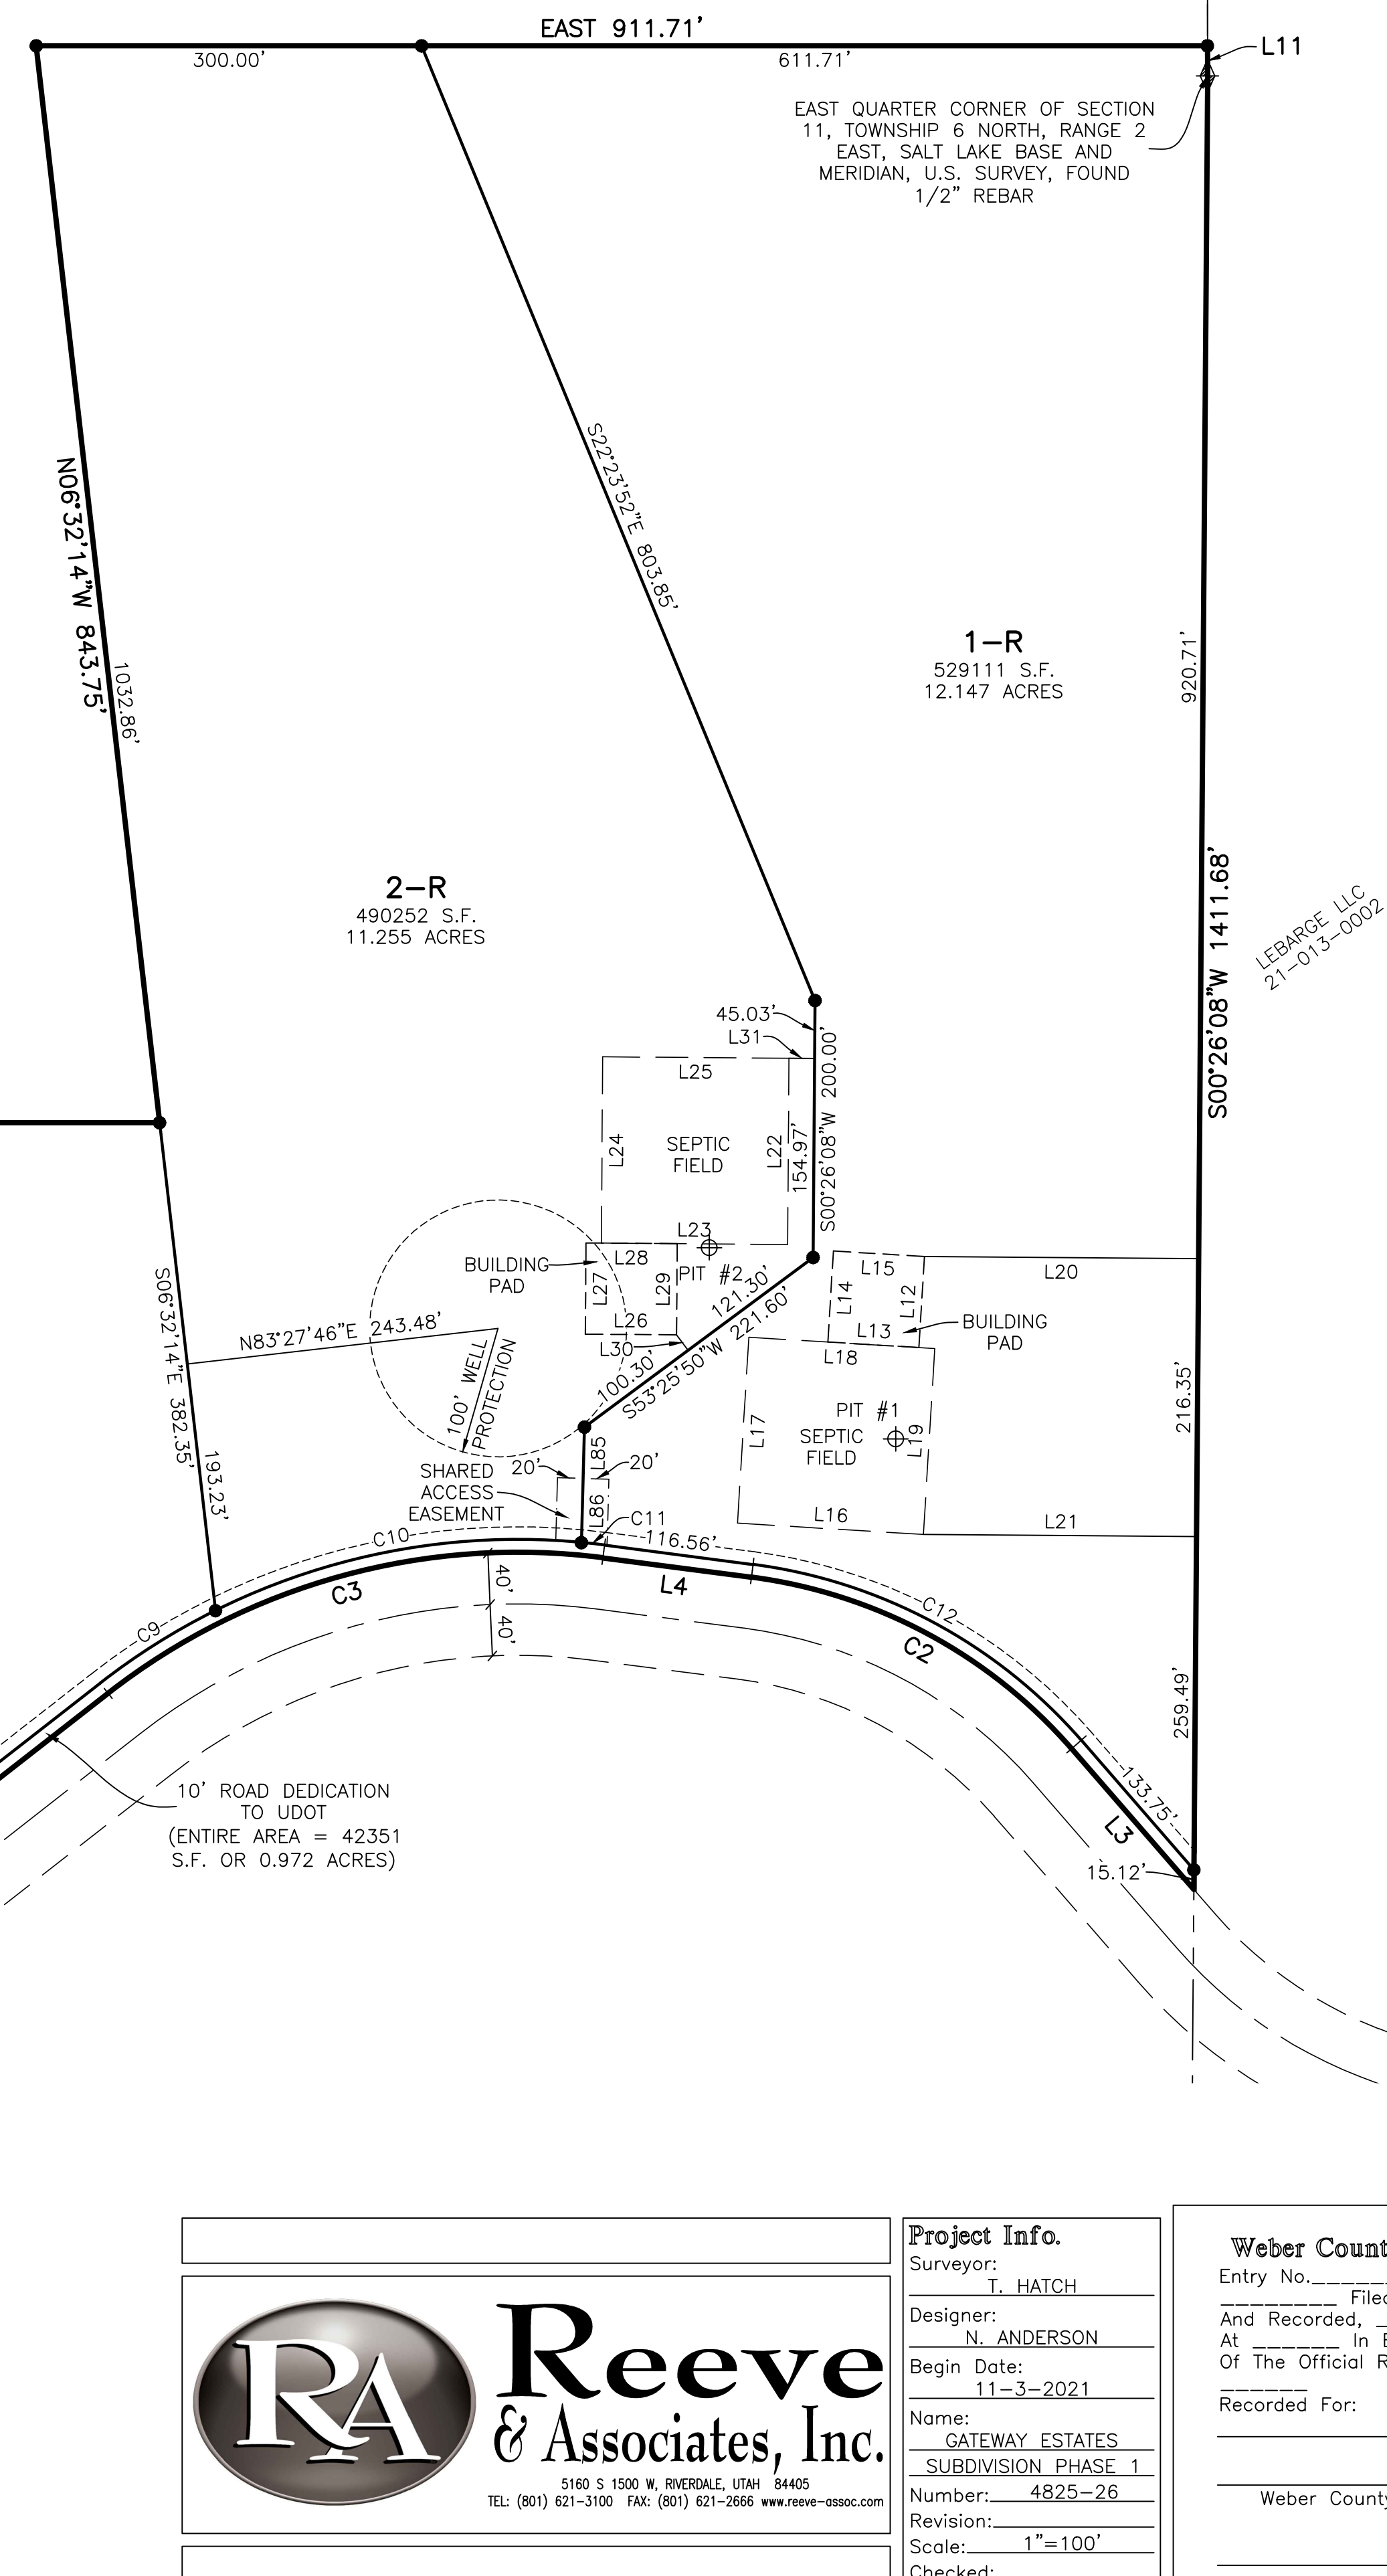 EAST 911.71'
300.00'
611.71'
L11
EAST QUARTER CORNER OF SECTION
11, TOWNSHIP 6 NORTH, RANGE 2
EAST, SALT LAKE BASE AND
MERIDIAN, U.S. SURVEY, FOUND
1/2" REBAR
N06°32'14"W 843.75'
1032.86'
S22°23'52"E 803.85'
1-R
529111 S.F.
12.147 ACRES
920.71'
S00°26'08"W 1411.68'
LEBARGE LLC
21-013-0002
2-R
490252 S.F.
11.255 ACRES
45.03'
L31
L25
L24
SEPTIC
FIELD
L22
154.97'
S00°26'08"W 200.00'
L23
BUILDING
PAD
L28
L27
L29
PIT #2
L26
L30
121.30'
221.60'
100.30'
S53°25'50"W
L15
L14
L12
L13
L20
BUILDING
PAD
L18
L17
PIT #1
SEPTIC
FIELD
L19
L16
L21
216.35'
S06°32'14"E 382.35'
N83°27'46"E 243.48'
100' WELL
PROTECTION
193.23'
SHARED
ACCESS
EASEMENT
20'
20'
L85
L86
C11
116.56'
C10
C3
L4
40'
40'
C9
C12
C2
259.49'
133.75'
L3
15.12'
10' ROAD DEDICATION
TO UDOT
(ENTIRE AREA = 42351
S.F. OR 0.972 ACRES)
RA
Reeve
& Associates, Inc.
5160 S 1500 W, RIVERDALE, UTAH 84405
TEL: (801) 621-3100 FAX: (801) 621-2666 www.reeve-assoc.com
Project Info.
Surveyor:
T. HATCH
Designer:
N. ANDERSON
Begin Date:
11-3-2021
Name:
GATEWAY ESTATES
SUBDIVISION PHASE 1
Number: 4825-26
Revision:
Scale: 1"=100'
Checked:
Weber Count
Entry No.______
________ Filed
And Recorded, _
At ______ In B
Of The Official R
______
Recorded For:
Weber County